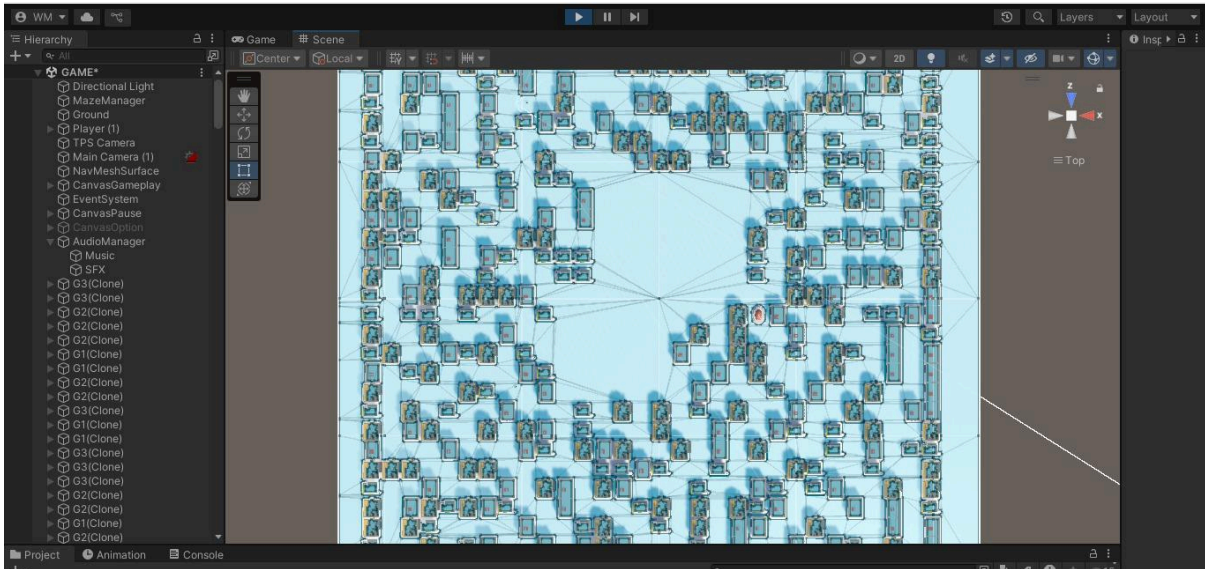 WM
Layers
Layout
Hierarchy
Game
Scene
Insp
All
Center
Local
2D
GAME*
Directional Light
MazeManager
Ground
Player (1)
TPS Camera
Main Camera (1)
NavMeshSurface
CanvasGameplay
EventSystem
CanvasPause
CanvasOption
AudioManager
Music
SFX
G3(Clone)
G3(Clone)
G2(Clone)
G2(Clone)
G2(Clone)
G1(Clone)
G1(Clone)
G2(Clone)
G2(Clone)
G3(Clone)
G1(Clone)
G1(Clone)
G3(Clone)
G3(Clone)
G3(Clone)
G2(Clone)
G2(Clone)
G1(Clone)
G2(Clone)
z
x
Top
Project
Animation
Console